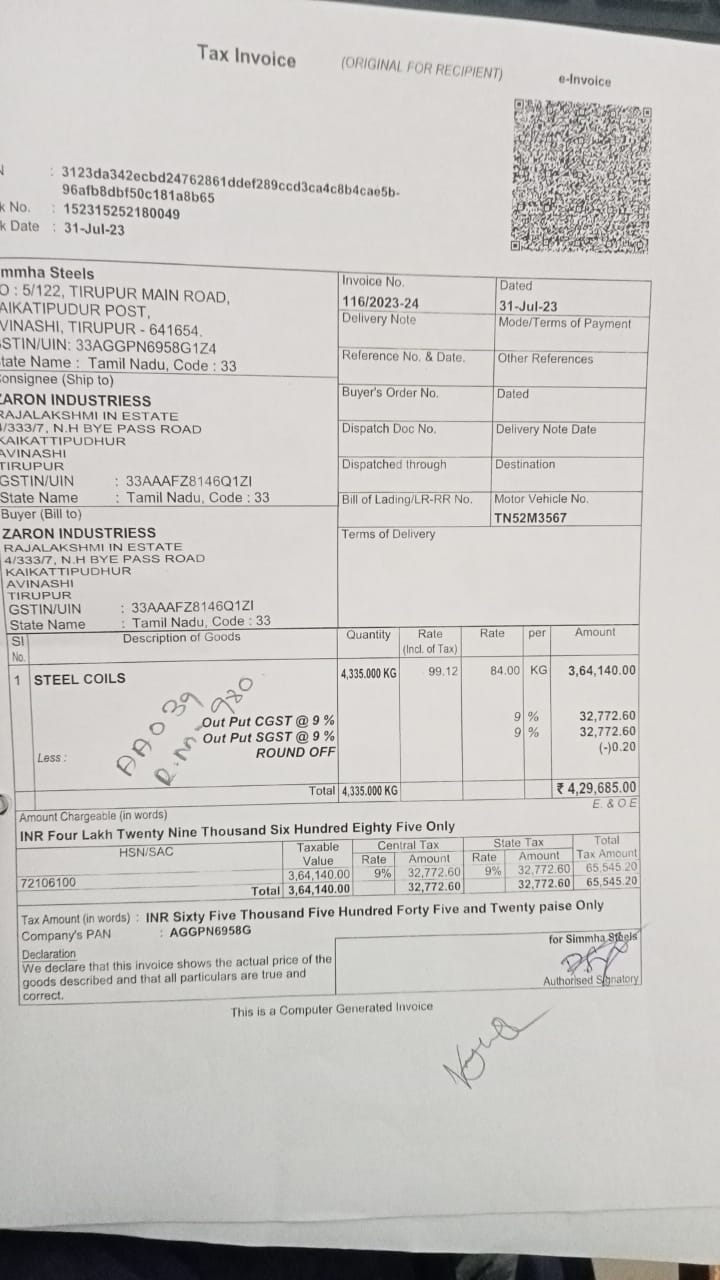 Tax Invoice (ORIGINAL FOR RECIPIENT) e-Invoice
: 3123da342ecbd24762861ddef289ccd3ca4c8b4cae5b-
96afb8dbf50c181a8b65
k No. : 152315252180049
k Date : 31-Jul-23
mmha Steels
O : 5/122, TIRUPUR MAIN ROAD,
AIKATIPUDUR POST,
VINASHI, TIRUPUR - 641654.
STIN/UIN: 33AGGPN6958G1Z4
tate Name : Tamil Nadu, Code : 33
Invoice No. Dated
116/2023-24 31-Jul-23
Delivery Note Mode/Terms of Payment
Reference No. & Date. Other References
Buyer's Order No. Dated
Dispatch Doc No. Delivery Note Date
Dispatched through Destination
Bill of Lading/LR-RR No. Motor Vehicle No.
TN52M3567
Terms of Delivery
onsignee (Ship to)
ZARON INDUSTRIESS
RAJALAKSHMI IN ESTATE
4/333/7, N.H BYE PASS ROAD
KAIKATTIPUDHUR
AVINASHI
TIRUPUR
GSTIN/UIN : 33AAAFZ8146Q1ZI
State Name : Tamil Nadu, Code : 33
Buyer (Bill to)
ZARON INDUSTRIESS
RAJALAKSHMI IN ESTATE
4/333/7, N.H BYE PASS ROAD
KAIKATTIPUDHUR
AVINASHI
TIRUPUR
GSTIN/UIN : 33AAAFZ8146Q1ZI
State Name : Tamil Nadu, Code : 33
Sl Description of Goods Quantity Rate Rate per Amount
No. (Incl. of Tax)
1 STEEL COILS 4,335.000 KG 99.12 84.00 KG 3,64,140.00
AAO 39
R.M 980
Out Put CGST @ 9 % 9 % 32,772.60
Out Put SGST @ 9 % 9 % 32,772.60
Less : ROUND OFF (-)0.20
Total 4,335.000 KG ₹ 4,29,685.00
Amount Chargeable (in words) E. & O.E
INR Four Lakh Twenty Nine Thousand Six Hundred Eighty Five Only
HSN/SAC Taxable Central Tax State Tax Total
Value Rate Amount Rate Amount Tax Amount
72106100 3,64,140.00 9% 32,772.60 9% 32,772.60 65,545.20
Total 3,64,140.00 32,772.60 32,772.60 65,545.20
Tax Amount (in words) : INR Sixty Five Thousand Five Hundred Forty Five and Twenty paise Only
Company's PAN : AGGPN6958G
Declaration
We declare that this invoice shows the actual price of the
goods described and that all particulars are true and
correct.
for Simmha Steels
Authorised Signatory
This is a Computer Generated Invoice